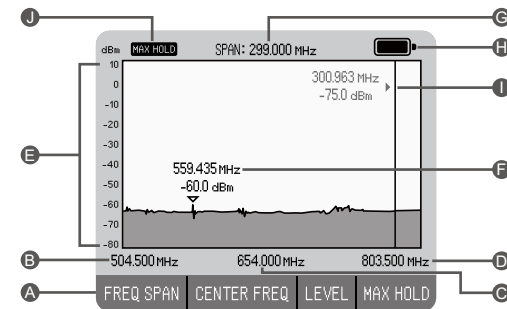 J
G
dBm MAX HOLD SPAN: 299.000 MHz
H
10
300.963 MHz
I
0
-75.0 dBm
-10
-20
-30
E
-40
559.435 MHz
F
-50
-60.0 dBm
-60
-70
-80
B
504.500 MHz 654.000 MHz 803.500 MHz
D
A
FREQ SPAN CENTER FREQ LEVEL MAX HOLD
C